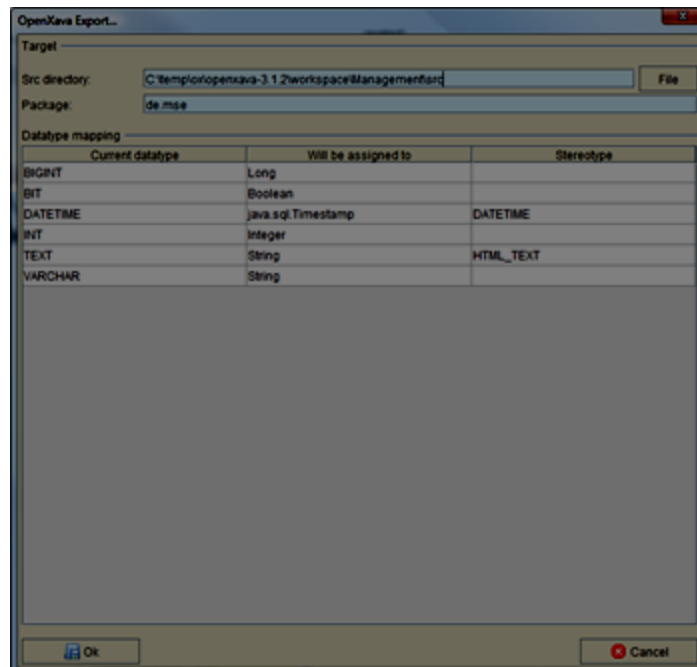 OpenXava Export...
Target
Src directory: C:\temp\ox\openxava-3.1.2\workspace\Management\src File
Package: de.mse
Datatype mapping
Current datatype Will be assigned to Stereotype
BIGINT Long
BIT Boolean
DATETIME java.sql.Timestamp DATETIME
INT Integer
TEXT String HTML_TEXT
VARCHAR String
Ok Cancel